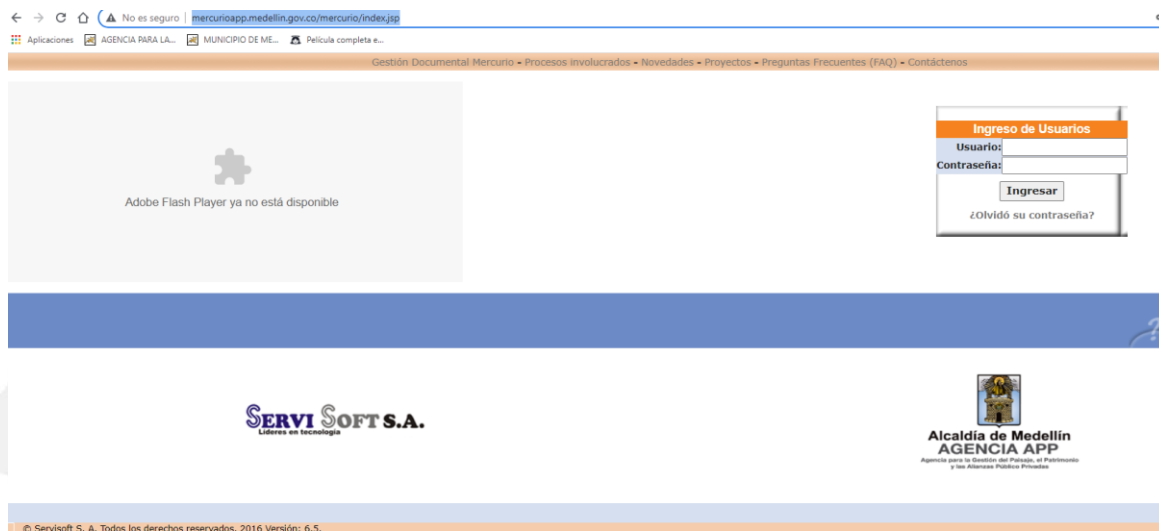 No es seguro | mercurioapp.medellin.gov.co/mercurio/index.jsp
Aplicaciones AGENCIA PARA LA... MUNICIPIO DE ME... Película completa e...
Gestión Documental Mercurio - Procesos involucrados - Novedades - Proyectos - Preguntas Frecuentes (FAQ) - Contáctenos
Adobe Flash Player ya no está disponible
Ingreso de Usuarios
Usuario:
Contraseña:
Ingresar
¿Olvidó su contraseña?
SERVI SOFT S.A.
Líderes en tecnología
Alcaldía de Medellín
AGENCIA APP
Agencia para la Gestión del Paisaje, el Patrimonio
y las Alianzas Público Privadas
© Servisoft S. A. Todos los derechos reservados. 2016 Versión: 6.5.